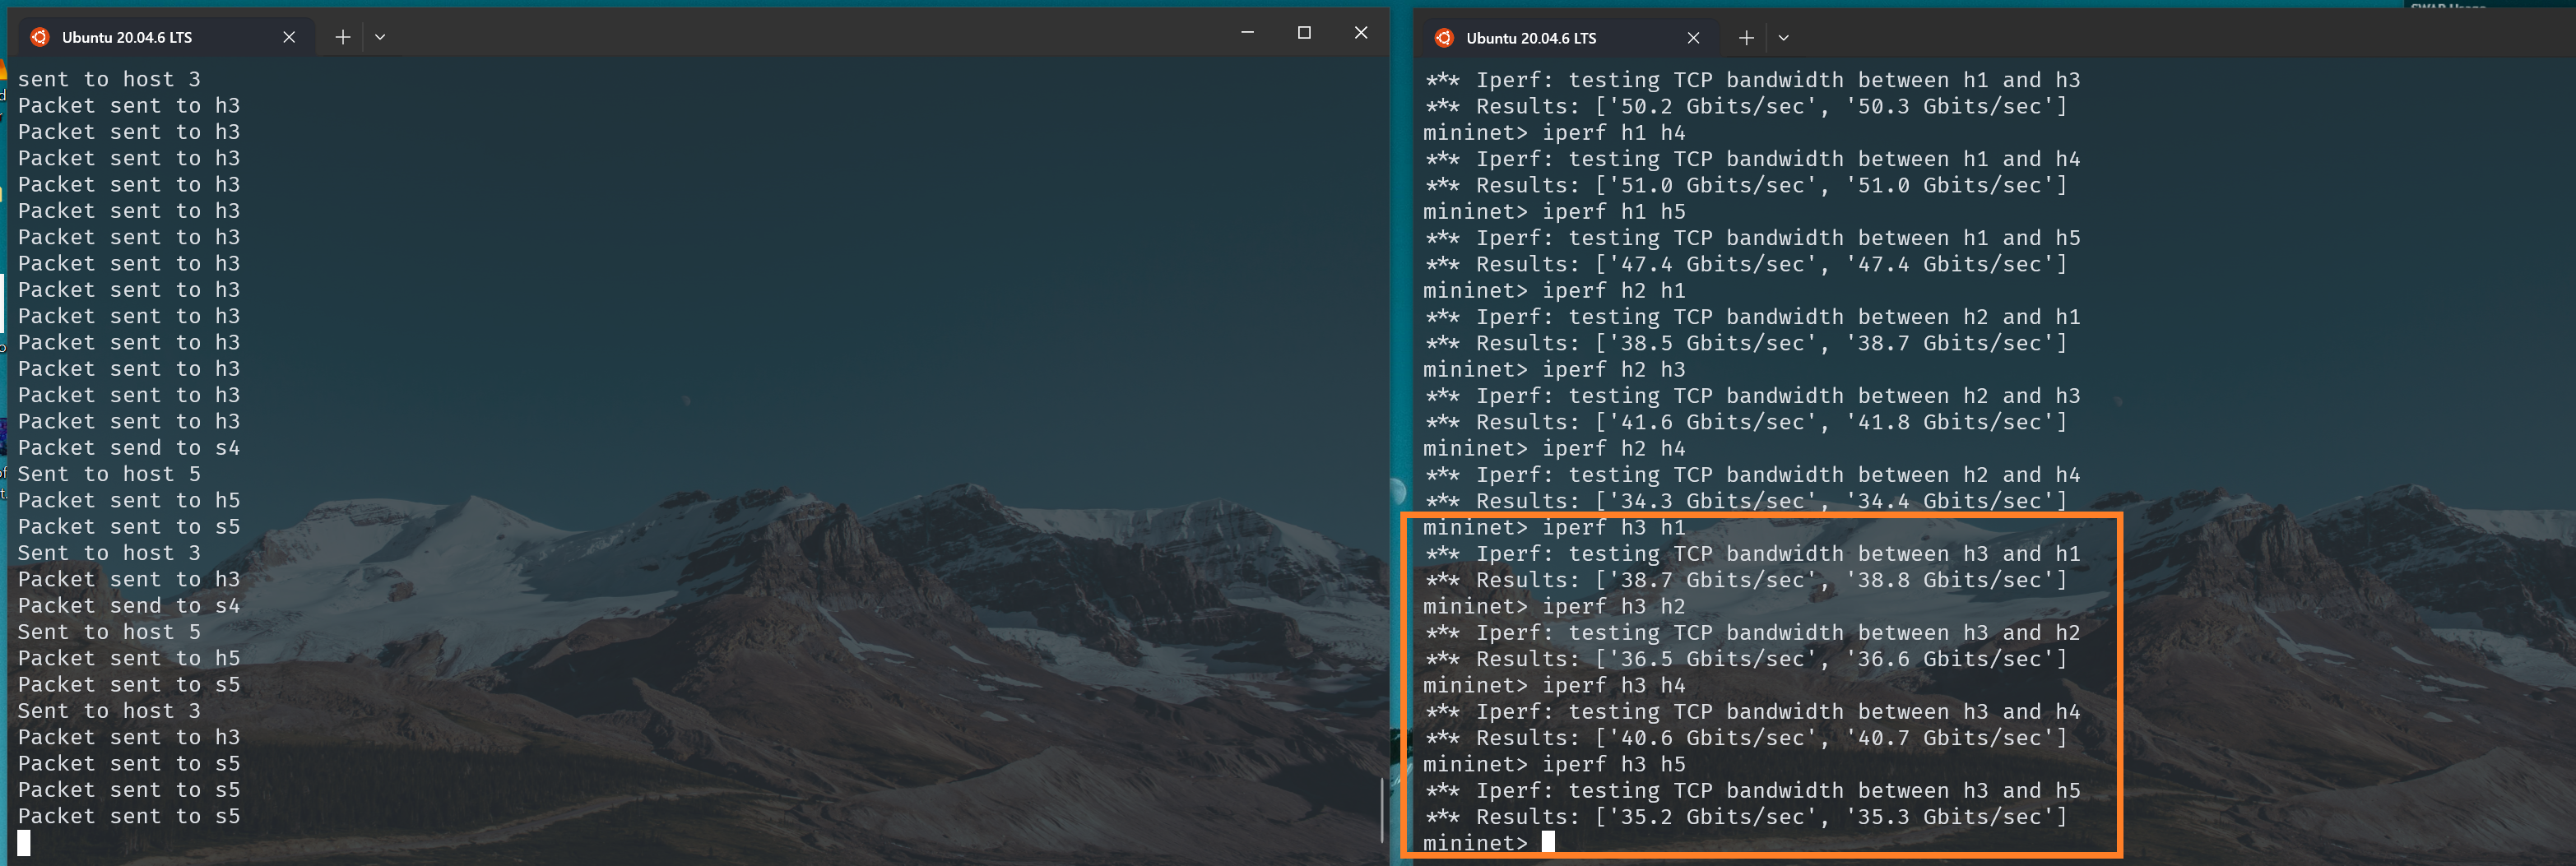 Ubuntu 20.04.6 LTS
sent to host 3
Packet sent to h3
Packet sent to h3
Packet sent to h3
Packet sent to h3
Packet sent to h3
Packet sent to h3
Packet sent to h3
Packet sent to h3
Packet sent to h3
Packet sent to h3
Packet sent to h3
Packet sent to h3
Packet sent to h3
Packet send to s4
Sent to host 5
Packet sent to h5
Packet sent to s5
Sent to host 3
Packet sent to h3
Packet send to s4
Sent to host 5
Packet sent to h5
Packet sent to s5
Sent to host 3
Packet sent to h3
Packet sent to s5
Packet sent to s5
Packet sent to s5
Ubuntu 20.04.6 LTS
*** Iperf: testing TCP bandwidth between h1 and h3
*** Results: ['50.2 Gbits/sec', '50.3 Gbits/sec']
mininet> iperf h1 h4
*** Iperf: testing TCP bandwidth between h1 and h4
*** Results: ['51.0 Gbits/sec', '51.0 Gbits/sec']
mininet> iperf h1 h5
*** Iperf: testing TCP bandwidth between h1 and h5
*** Results: ['47.4 Gbits/sec', '47.4 Gbits/sec']
mininet> iperf h2 h1
*** Iperf: testing TCP bandwidth between h2 and h1
*** Results: ['38.5 Gbits/sec', '38.7 Gbits/sec']
mininet> iperf h2 h3
*** Iperf: testing TCP bandwidth between h2 and h3
*** Results: ['41.6 Gbits/sec', '41.8 Gbits/sec']
mininet> iperf h2 h4
*** Iperf: testing TCP bandwidth between h2 and h4
*** Results: ['34.3 Gbits/sec', '34.4 Gbits/sec']
mininet> iperf h3 h1
*** Iperf: testing TCP bandwidth between h3 and h1
*** Results: ['38.7 Gbits/sec', '38.8 Gbits/sec']
mininet> iperf h3 h2
*** Iperf: testing TCP bandwidth between h3 and h2
*** Results: ['36.5 Gbits/sec', '36.6 Gbits/sec']
mininet> iperf h3 h4
*** Iperf: testing TCP bandwidth between h3 and h4
*** Results: ['40.6 Gbits/sec', '40.7 Gbits/sec']
mininet> iperf h3 h5
*** Iperf: testing TCP bandwidth between h3 and h5
*** Results: ['35.2 Gbits/sec', '35.3 Gbits/sec']
mininet>